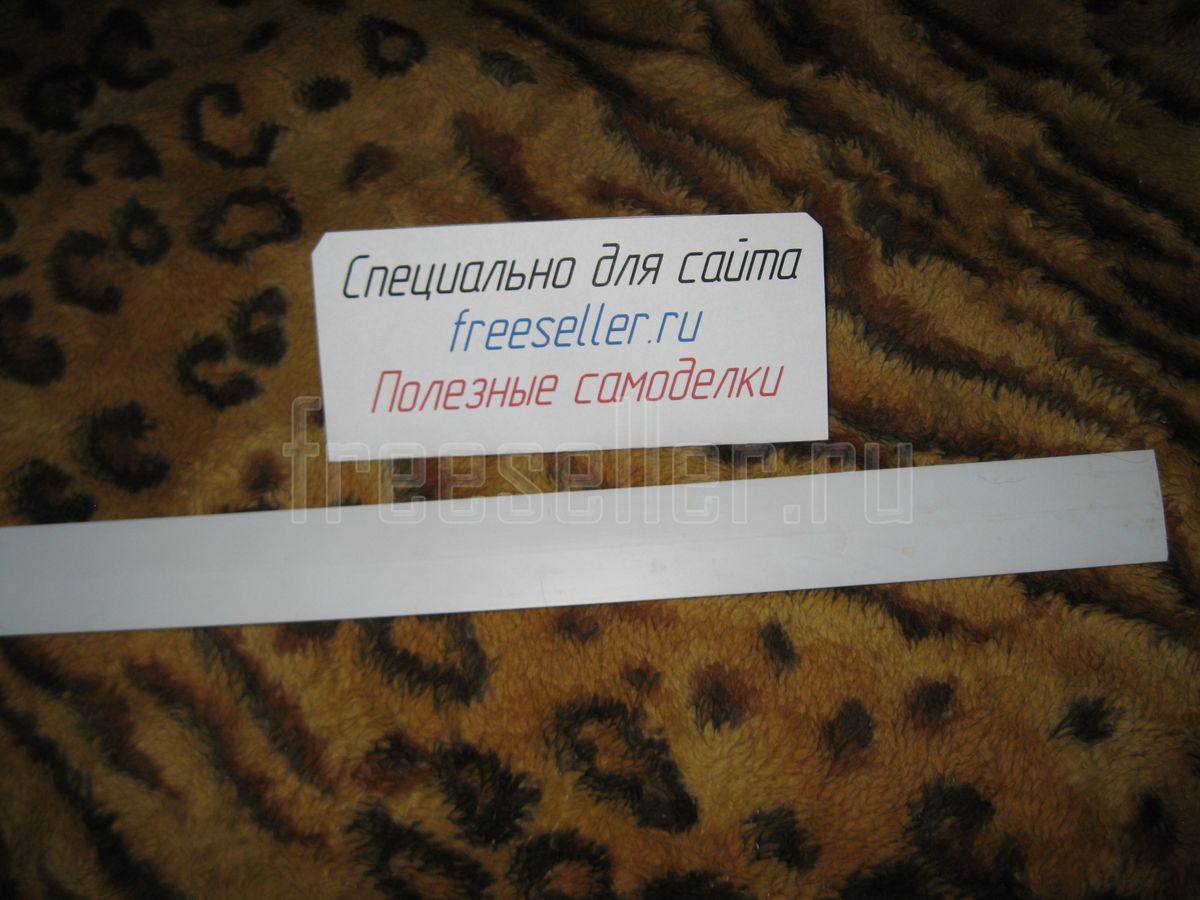 Специально для сайта
freeseller.ru
Полезные самоделки
freeseller.ru